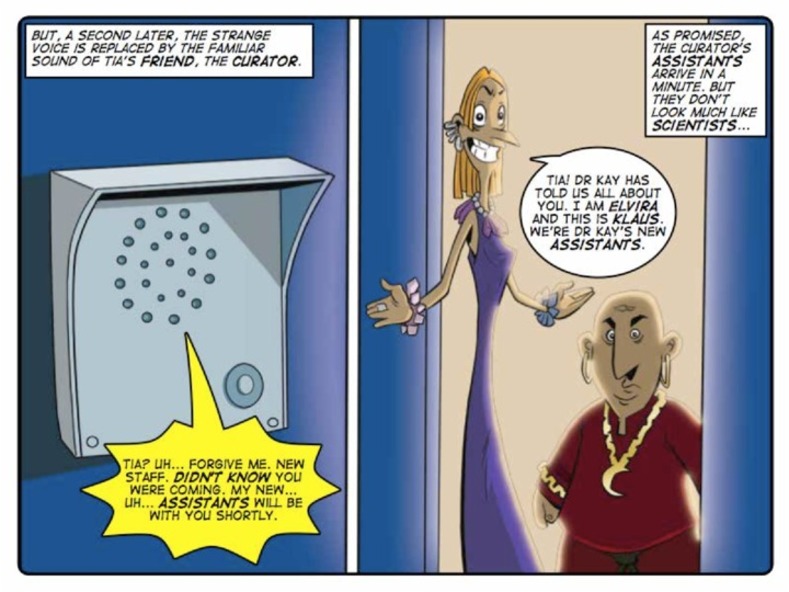 BUT, A SECOND LATER, THE STRANGE
VOICE IS REPLACED BY THE FAMILIAR
SOUND OF TIA'S FRIEND, THE CURATOR.
TIA? UH... FORGIVE ME. NEW
STAFF. DIDN'T KNOW YOU
WERE COMING. MY NEW...
UH... ASSISTANTS WILL BE
WITH YOU SHORTLY.
AS PROMISED,
THE CURATOR'S
ASSISTANTS
ARRIVE IN A
MINUTE. BUT
THEY DON'T
LOOK MUCH LIKE
SCIENTISTS...
TIA! DR KAY HAS
TOLD US ALL ABOUT
YOU. I AM ELVIRA
AND THIS IS KLAUS.
WE'RE DR KAY'S NEW
ASSISTANTS.